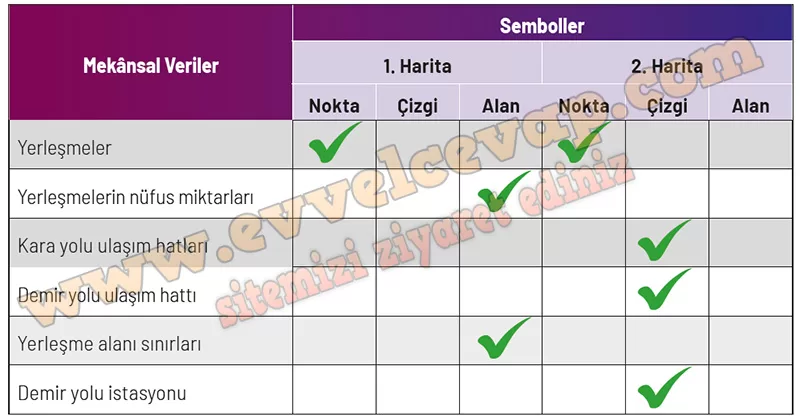 Semboller
Mekânsal Veriler
1. Harita
2. Harita
Nokta Çizgi Alan Nokta Çizgi Alan
Yerleşmeler
Yerleşmelerin nüfus miktarları
Kara yolu ulaşım hatları
Demir yolu ulaşım hattı
Yerleşme alanı sınırları
Demir yolu istasyonu
www.evvelcevap.com
sitemizi ziyaret ediniz